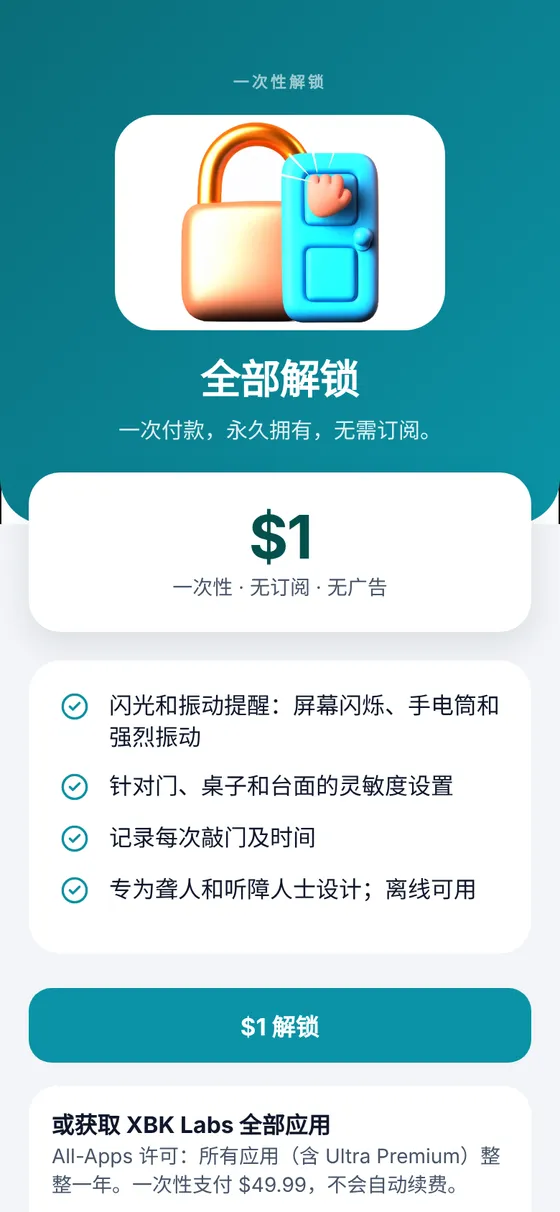 一次性解锁
全部解锁
一次付款，永久拥有，无需订阅。
$1
一次性 · 无订阅 · 无广告
闪光和振动提醒：屏幕闪烁、手电筒和
强烈振动
针对门、桌子和台面的灵敏度设置
记录每次敲门及时间
专为聋人和听障人士设计；离线可用
$1 解锁
或获取 XBK Labs 全部应用
All-Apps 许可：所有应用（含 Ultra Premium）整
整一年。一次性支付 $49.99，不会自动续费。